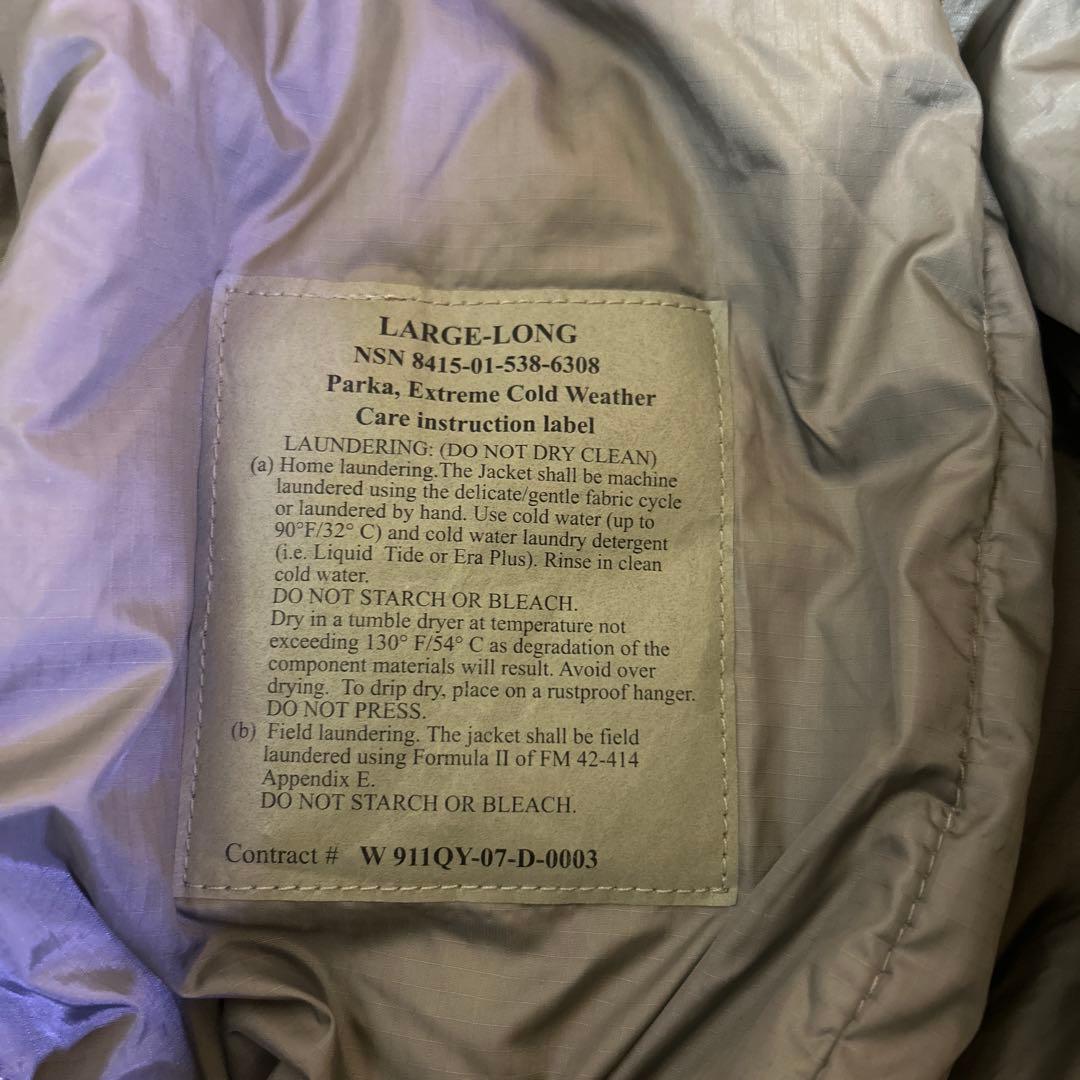 LARGE-LONG
NSN 8415-01-538-6308
Parka, Extreme Cold Weather
Care instruction label
LAUNDERING: (DO NOT DRY CLEAN)
(a) Home laundering.The Jacket shall be machine
laundered using the delicate/gentle fabric cycle
or laundered by hand. Use cold water (up to
90°F/32° C) and cold water laundry detergent
(i.e. Liquid Tide or Era Plus). Rinse in clean
cold water.
DO NOT STARCH OR BLEACH.
Dry in a tumble dryer at temperature not
exceeding 130° F/54° C as degradation of the
component materials will result. Avoid over
drying. To drip dry, place on a rustproof hanger.
DO NOT PRESS.
(b) Field laundering. The jacket shall be field
laundered using Formula II of FM 42-414
Appendix E.
DO NOT STARCH OR BLEACH.
Contract # W 911QY-07-D-0003